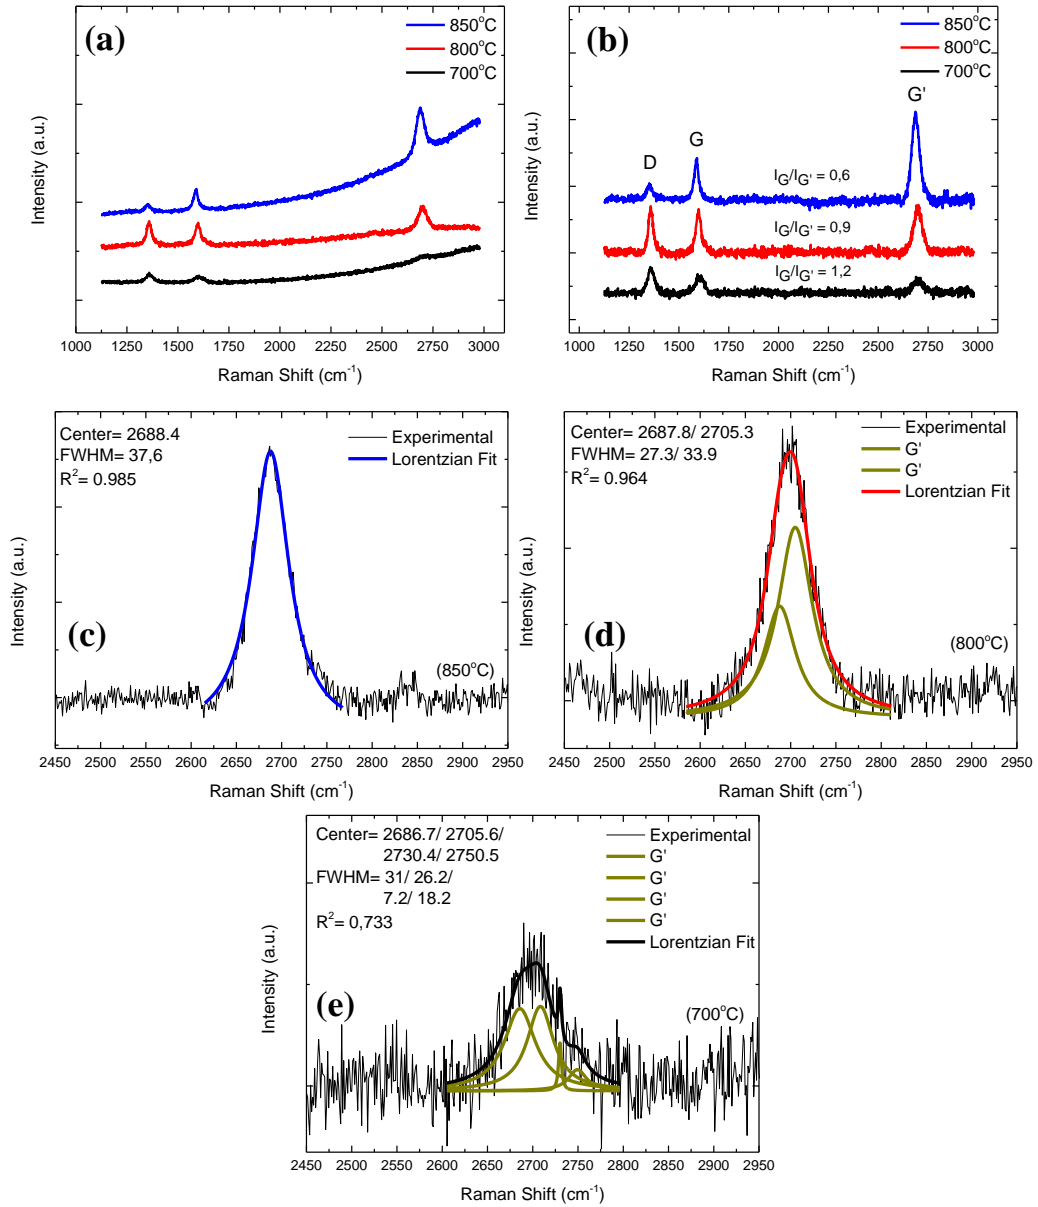 (a)
850°C
800°C
700°C
Intensity (a.u.)
1000 1250 1500 1750 2000 2250 2500 2750 3000
Raman Shift (cm⁻¹)
(b)
850°C
800°C
700°C
G'
G
D
I_G/I_G' = 0,6
I_G/I_G' = 0,9
I_G/I_G' = 1,2
Intensity (a.u.)
1000 1250 1500 1750 2000 2250 2500 2750 3000
Raman Shift (cm⁻¹)
Center= 2688.4
FWHM= 37,6
R²= 0.985
Experimental
Lorentzian Fit
(c)
(850°C)
Intensity (a.u.)
2450 2500 2550 2600 2650 2700 2750 2800 2850 2900 2950
Raman Shift (cm⁻¹)
Center= 2687.8/ 2705.3
FWHM= 27.3/ 33.9
R²= 0.964
Experimental
G'
G'
Lorentzian Fit
(d)
(800°C)
Intensity (a.u.)
2450 2500 2550 2600 2650 2700 2750 2800 2850 2900 2950
Raman Shift (cm⁻¹)
Center= 2686.7/ 2705.6/
2730.4/ 2750.5
FWHM= 31/ 26.2/
7.2/ 18.2
R²= 0,733
Experimental
G'
G'
G'
G'
Lorentzian Fit
(e)
(700°C)
Intensity (a.u.)
2450 2500 2550 2600 2650 2700 2750 2800 2850 2900 2950
Raman Shift (cm⁻¹)